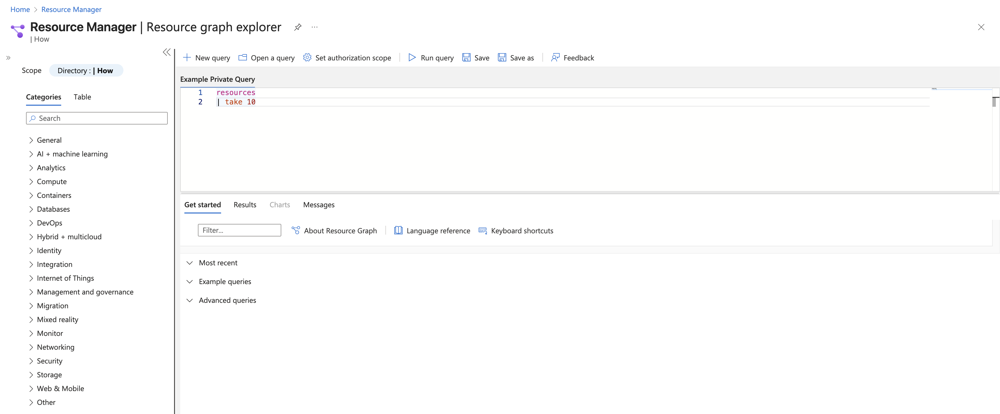 Home > Resource Manager
Resource Manager | Resource graph explorer ...
| How
Scope Directory : | How
Categories Table
Search
General
AI + machine learning
Analytics
Compute
Containers
Databases
DevOps
Hybrid + multicloud
Identity
Integration
Internet of Things
Management and governance
Migration
Mixed reality
Monitor
Networking
Security
Storage
Web & Mobile
Other
New query Open a query Set authorization scope Run query Save Save as Feedback
Example Private Query
1 resources
2 | take 10
Get started Results Charts Messages
Filter... About Resource Graph Language reference Keyboard shortcuts
Most recent
Example queries
Advanced queries